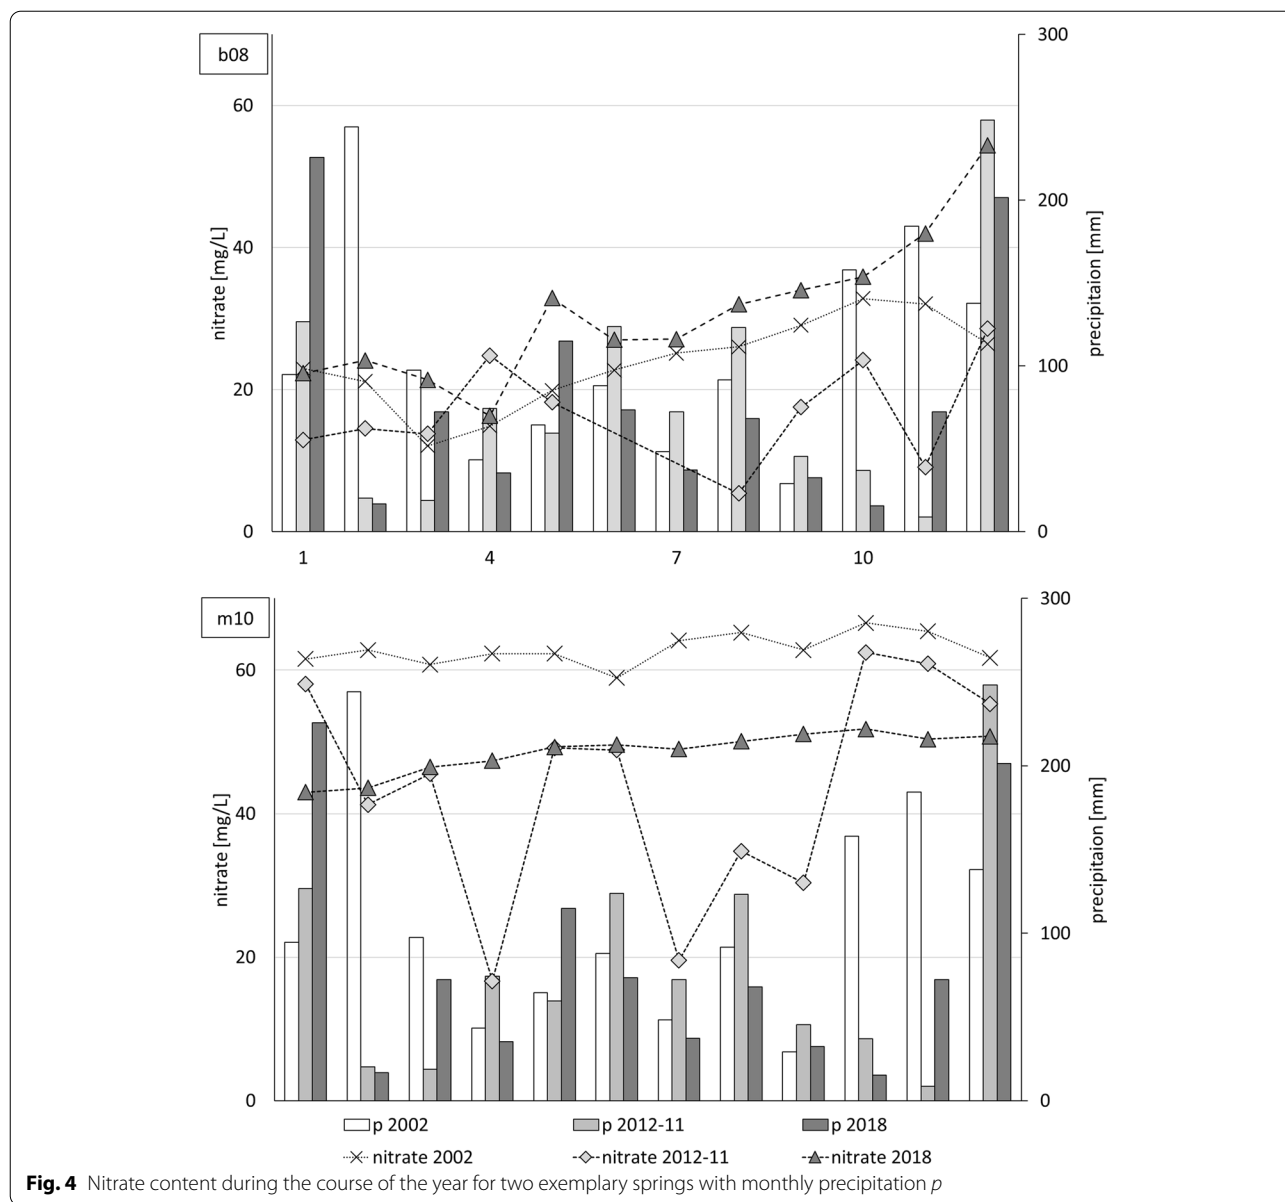 b08
300
60
200
40
nitrate [mg/L]
precipitaion [mm]
100
20
0
0
1 4 7 10
m10
300
60
200
40
nitrate [mg/L]
precipitaion [mm]
100
20
0
0
p 2002 p 2012-11 p 2018
nitrate 2002 nitrate 2012-11 nitrate 2018
Fig. 4 Nitrate content during the course of the year for two exemplary springs with monthly precipitation p